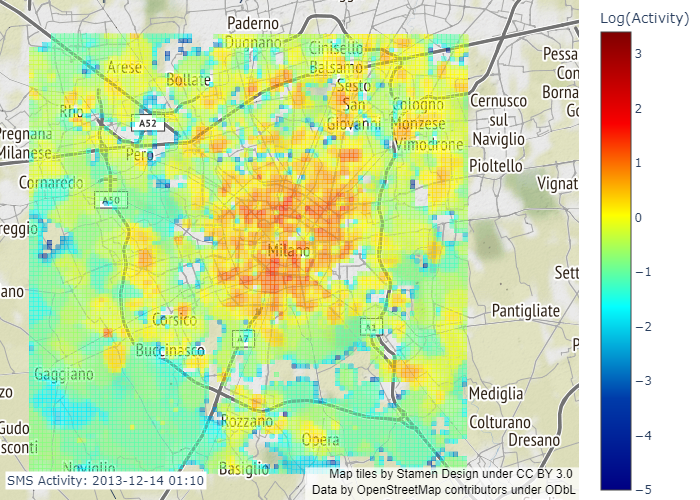 Log(Activity)
3
2
1
0
−1
−2
−3
−4
−5
Paderno
Dugnano
Cinisello
Balsamo
Arese
Bollate
Sesto
San
Giovanni
Cologno
Monzese
Cernusco
sul
Naviglio
Pessa
Con
Borna
Go
Rho
A52
Pregnana
Milanese
Pero
Vimodrone
Pioltello
Cornaredo
Vignat
A50
reggio
Milano
Sett
ano
Pantigliate
Corsico
A7
A1
Buccinasco
P
Gaggiano
zo
Mediglia
Rozzano
Colturano
Gudo
Dresano
sconti
Opera
Noviglio
Basiglio
SMS Activity: 2013-12-14 01:10
Map tiles by Stamen Design under CC BY 3.0
Data by OpenStreetMap contributors under ODbL